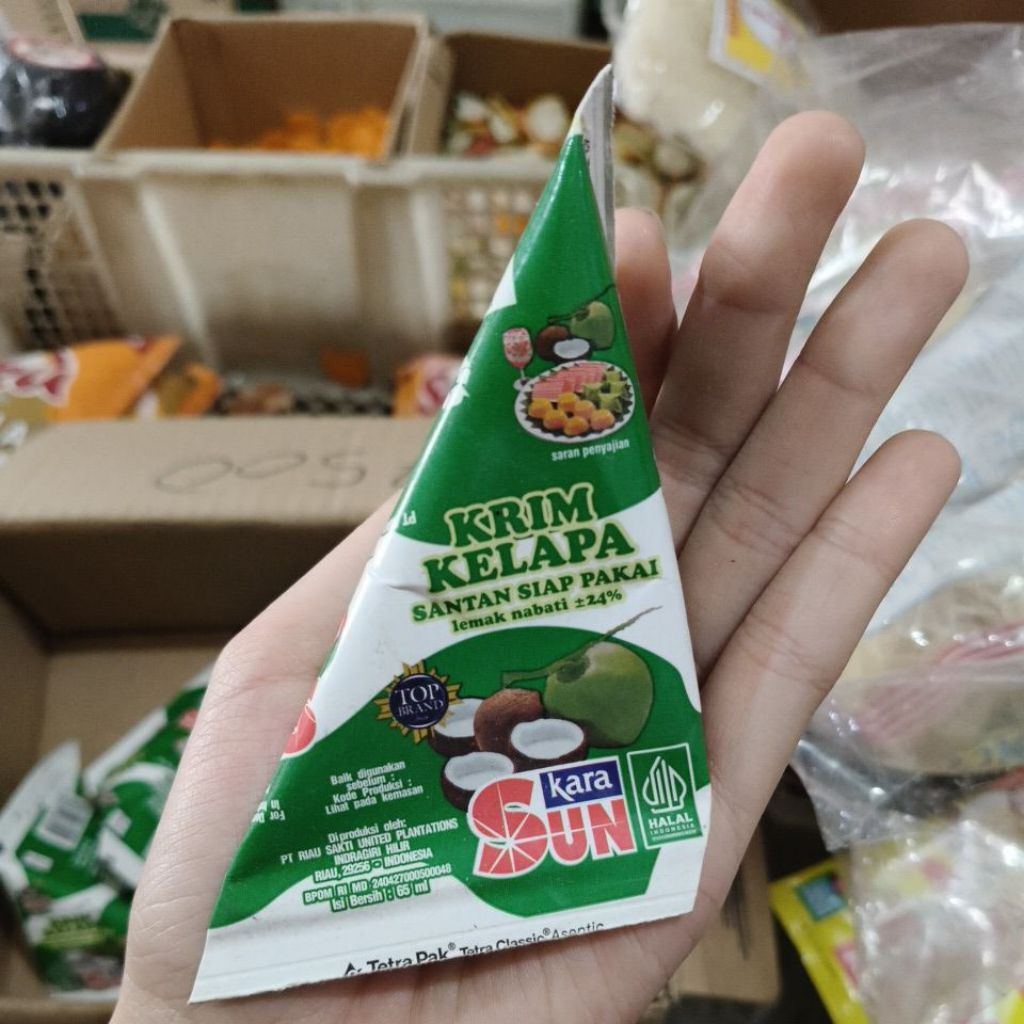 saran penyajian
PT
KRIM
KELAPA
SANTAN SIAP PAKAI
lemak nabati ±24%
TOP
BRAND
kara
SUN
HALAL
INDONESIA
Baik digunakan
sebelum :
Kode Produksi :
Lihat pada kemasan
Diproduksi oleh:
PT RIAU SAKTI UNITED PLANTATIONS
INDRAGIRI HILIR
RIAU, 29256 - INDONESIA
BPOM RI MD 240427000500048
Isi Bersih : 65 ml
Tetra Pak® Tetra Classic® Aseptic